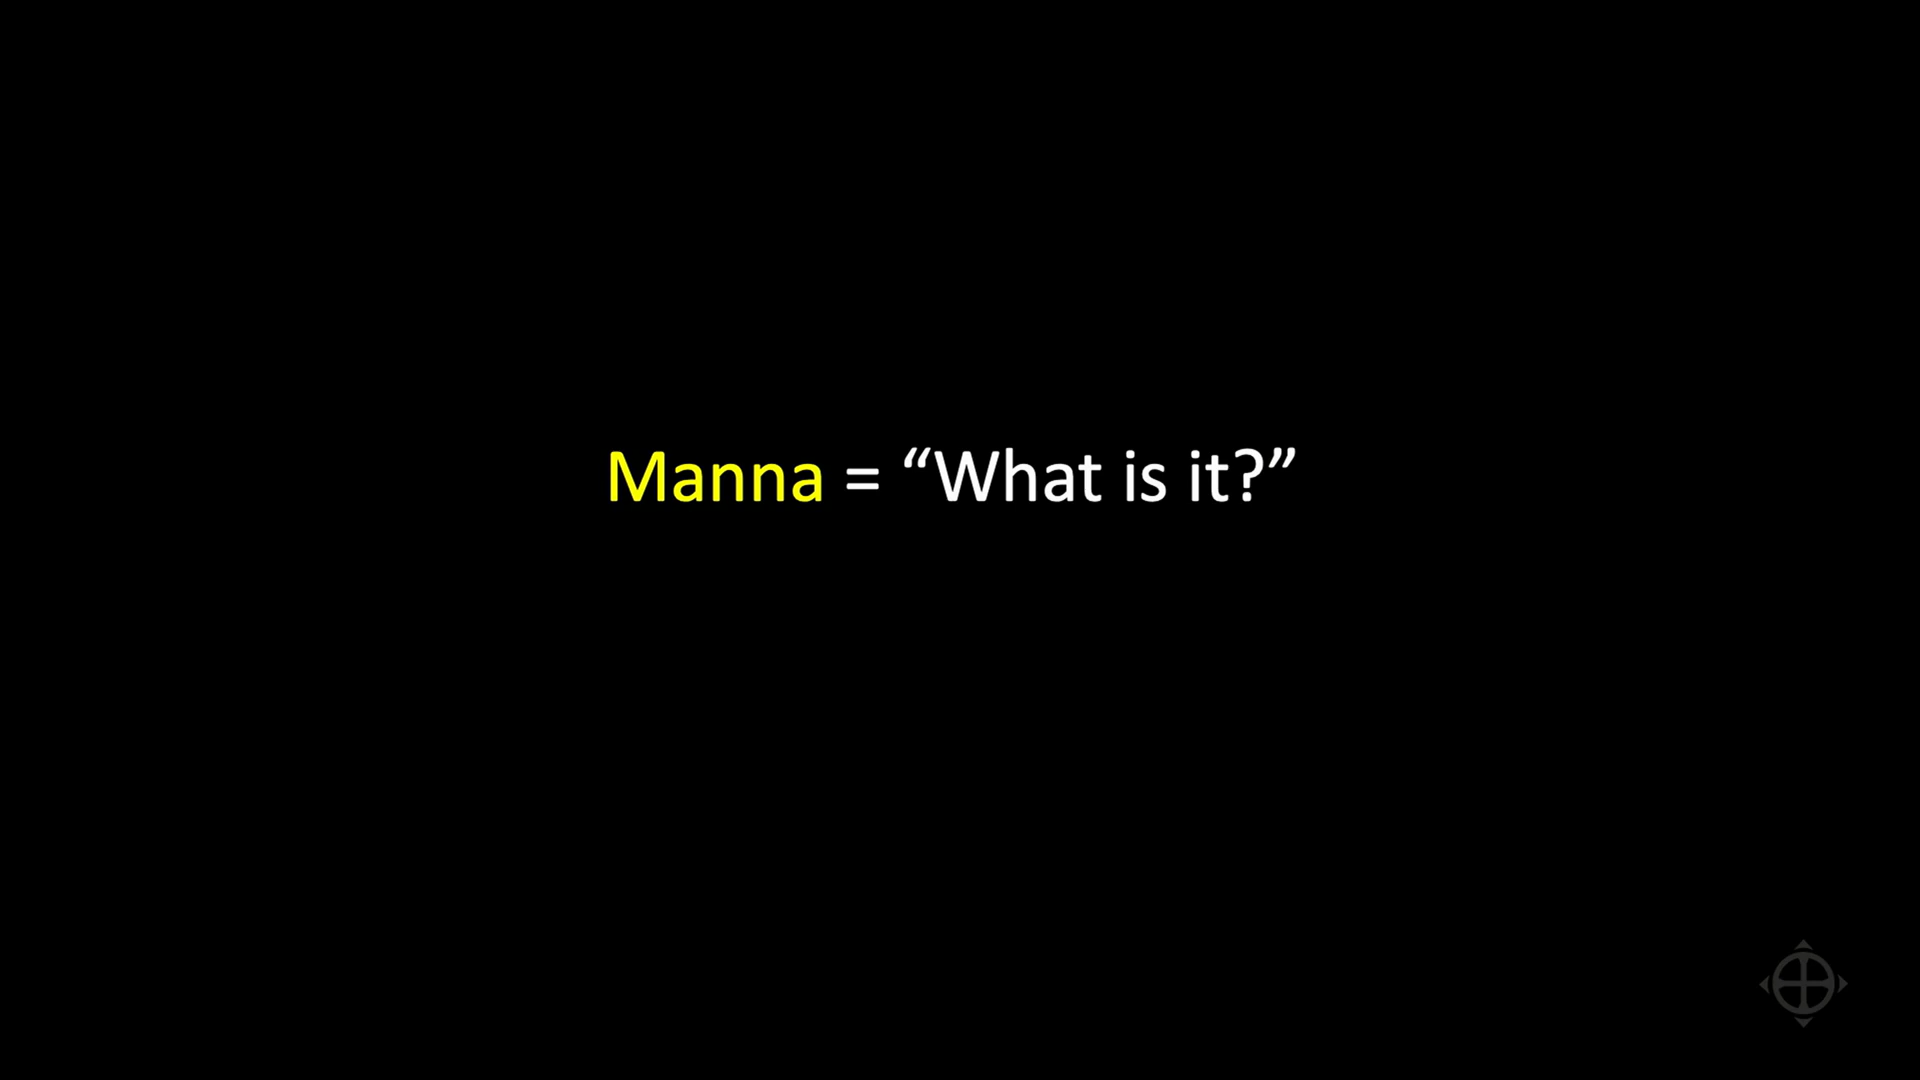 Manna = “What is it?”